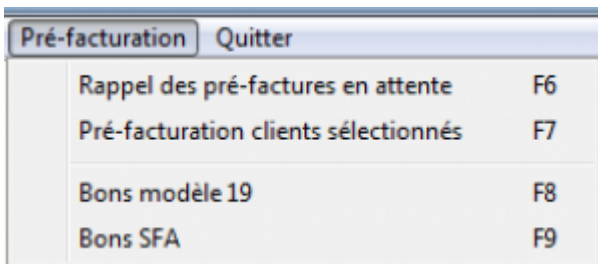 Pré-facturation Quitter
Rappel des pré-factures en attente F6
Pré-facturation clients sélectionnés F7
Bons modèle 19 F8
Bons SFA F9